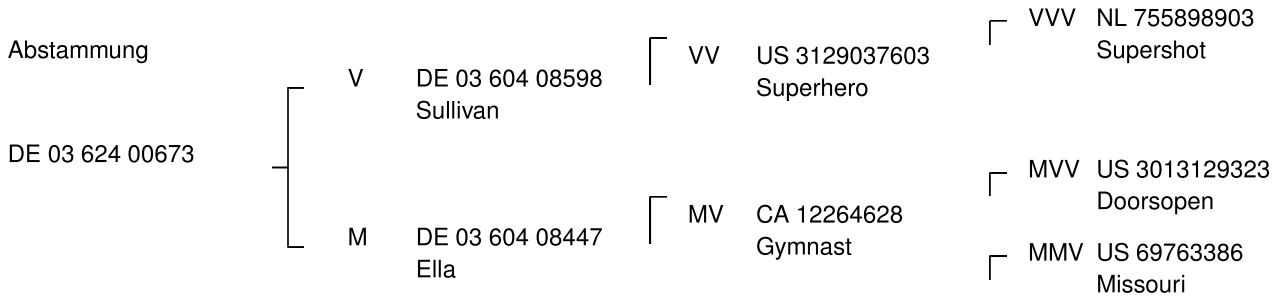 Abstammung
DE 03 624 00673
V DE 03 604 08598
Sullivan
M DE 03 604 08447
Ella
VV US 3129037603
Superhero
MV CA 12264628
Gymnast
VVV NL 755898903
Supershot
MVV US 3013129323
Doorsopen
MMV US 69763386
Missouri